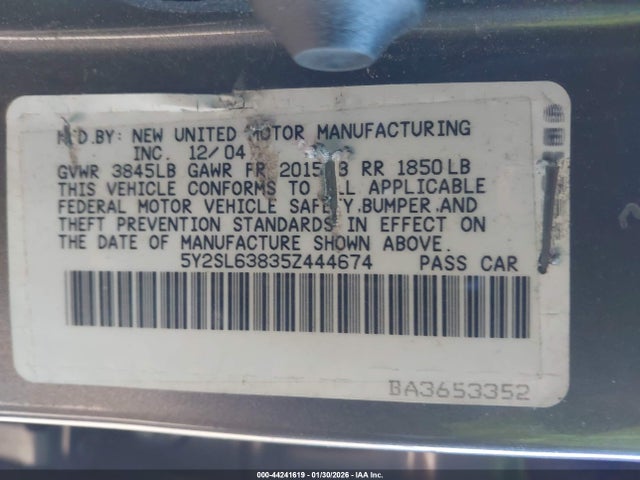 MFD.BY: NEW UNITED MOTOR MANUFACTURING
INC. 12/04
GVWR 3845LB GAWR FR 2015LB RR 1850LB
THIS VEHICLE CONFORMS TO ALL APPLICABLE
FEDERAL MOTOR VEHICLE SAFETY, BUMPER, AND
THEFT PREVENTION STANDARDS IN EFFECT ON
THE DATE OF MANUFACTURE SHOWN ABOVE.
5Y2SL63835Z444674 PASS CAR
BA3653352
000-44241619 | 01/30/2026 - IAA Inc.